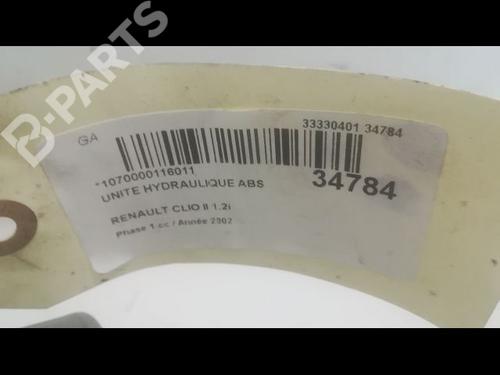 B-PARTS
GA
33330401 34784
*1070000116011
34784
UNITE HYDRAULIQUE ABS
RENAULT CLIO II 1.2i
Phase 1 cc / Année 2002